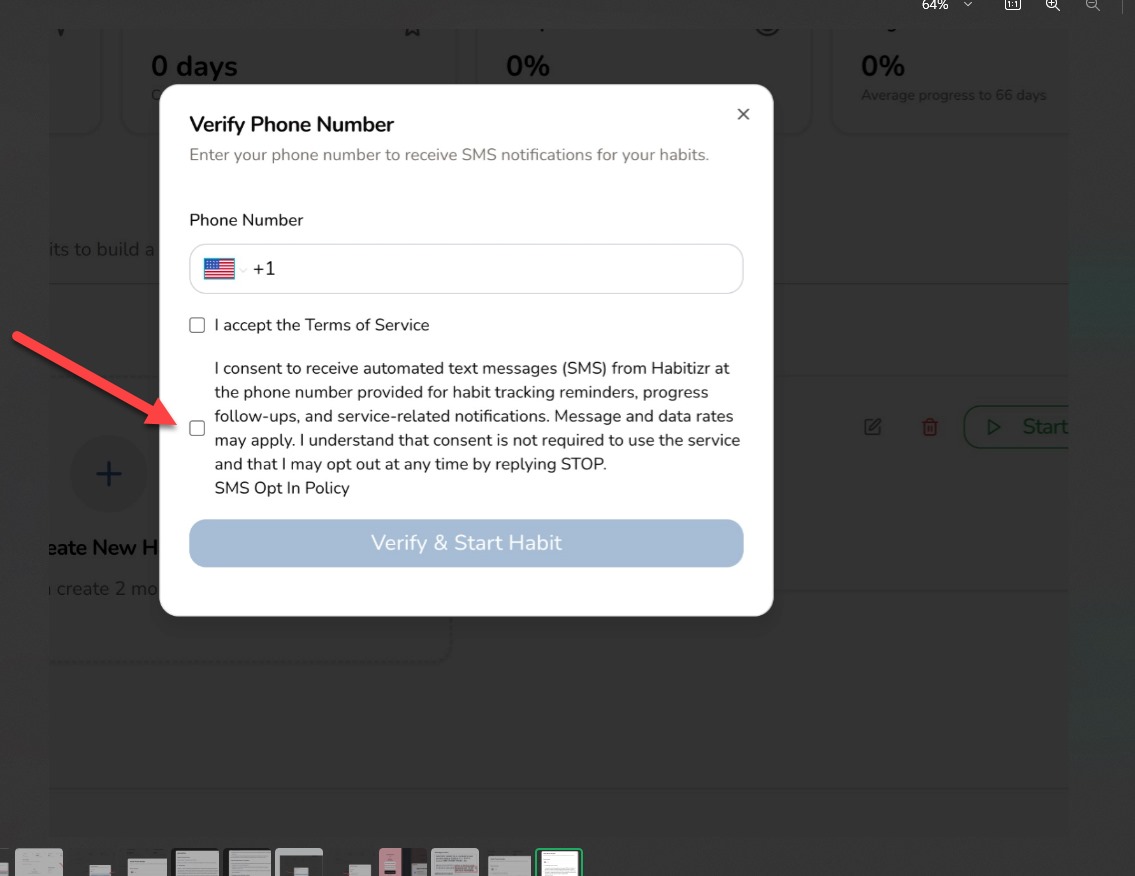 64%
1:1
0 days
0%
0%
Average progress to 66 days
Verify Phone Number
Enter your phone number to receive SMS notifications for your habits.
Phone Number
its to build a
+1
I accept the Terms of Service
I consent to receive automated text messages (SMS) from Habitizr at
the phone number provided for habit tracking reminders, progress
follow-ups, and service-related notifications. Message and data rates
may apply. I understand that consent is not required to use the service
and that I may opt out at any time by replying STOP.
SMS Opt In Policy
Start
Verify & Start Habit
eate New H
create 2 mo